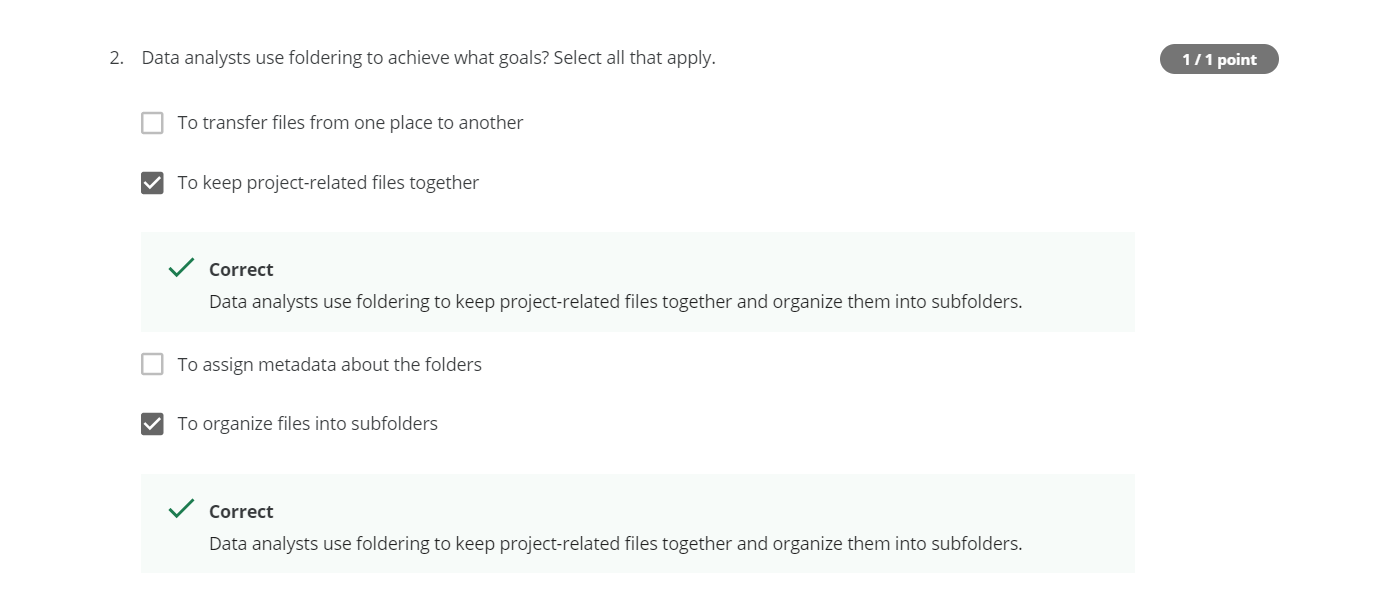 2. Data analysts use foldering to achieve what goals? Select all that apply.
1 / 1 point
To transfer files from one place to another
To keep project-related files together
Correct
Data analysts use foldering to keep project-related files together and organize them into subfolders.
To assign metadata about the folders
To organize files into subfolders
Correct
Data analysts use foldering to keep project-related files together and organize them into subfolders.